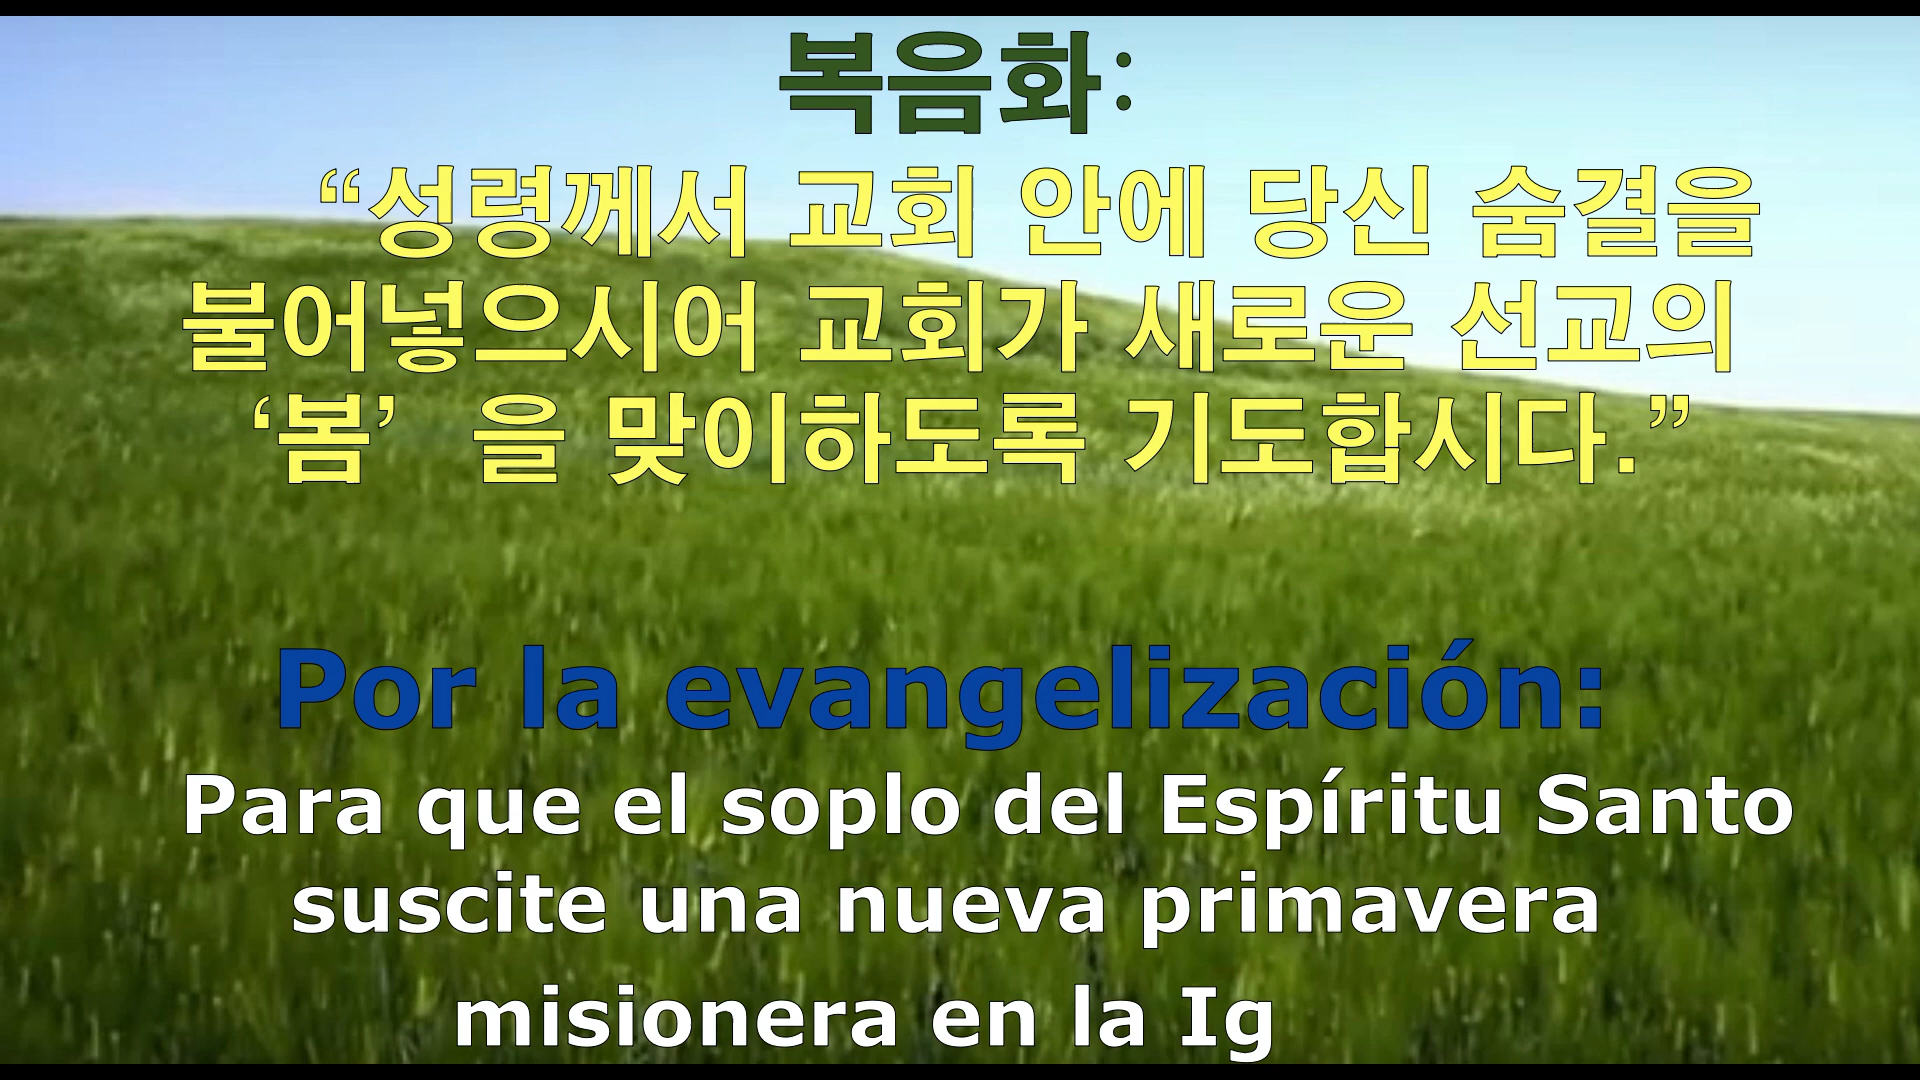 복음화:
“성령께서 교회 안에 당신 숨결을
불어넣으시어 교회가 새로운 선교의
‘봄’ 을 맞이하도록 기도합시다.”
Por la evangelización:
Para que el soplo del Espíritu Santo
suscite una nueva primavera
misionera en la Ig